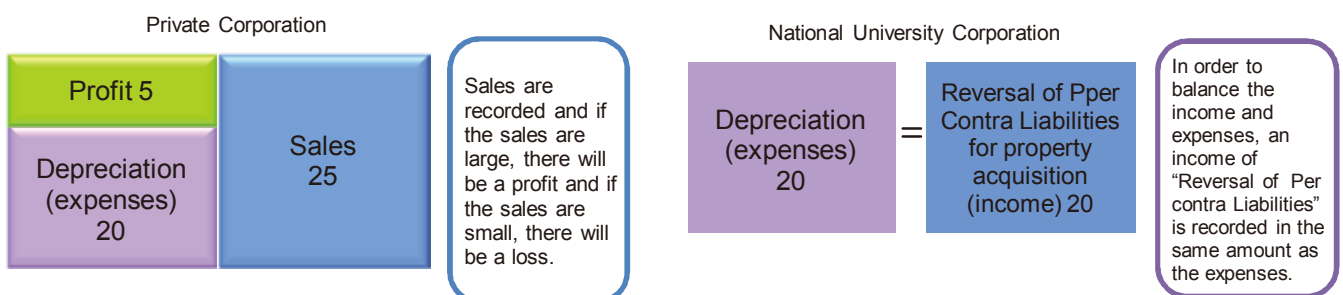 Private Corporation
Profit 5
Depreciation
(expenses)
20
Sales
25
Sales are
recorded and if
the sales are
large, there will
be a profit and if
the sales are
small, there will
be a loss.
National University Corporation
Depreciation
(expenses)
20
=
Reversal of Pper
Contra Liabilities
for property
acquisition
(income) 20
In order to
balance the
income and
expenses, an
income of
“Reversal of Per
contra Liabilities”
is recorded in the
same amount as
the expenses.